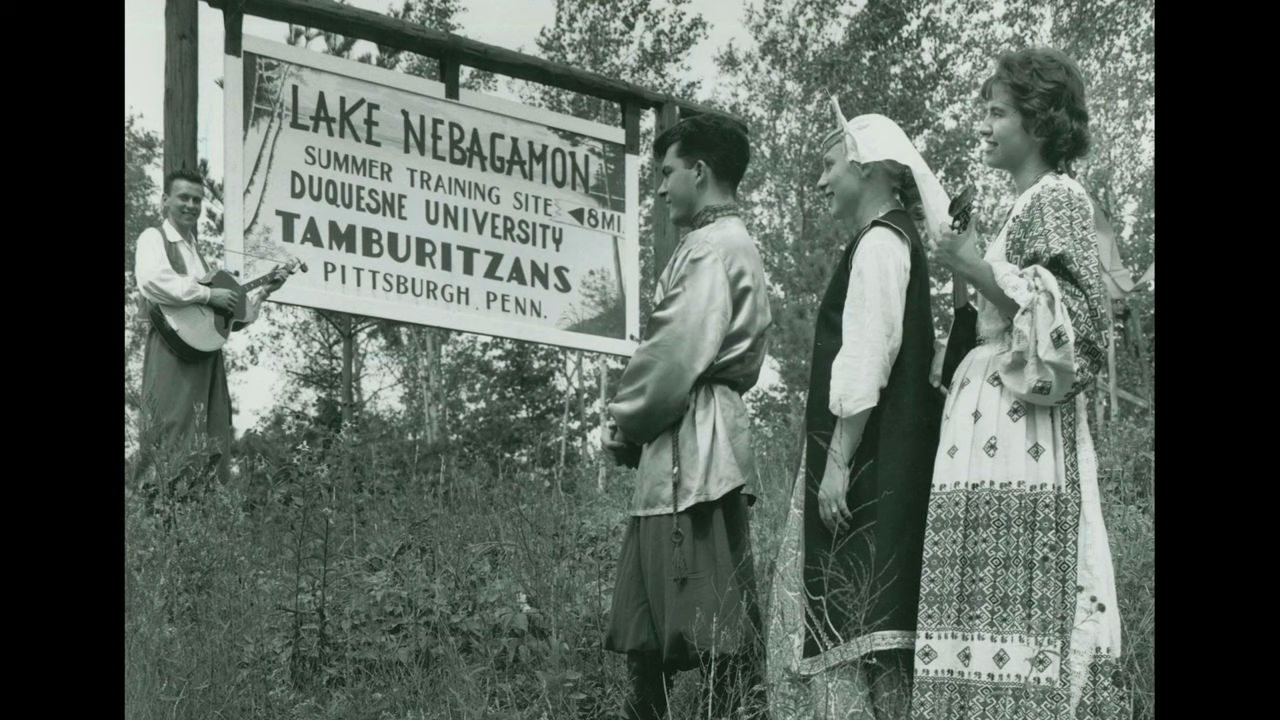 LAKE NEBAGAMON
SUMMER TRAINING SITE
8MI.
DUQUESNE UNIVERSITY
TAMBURITZANS
PITTSBURGH, PENN.